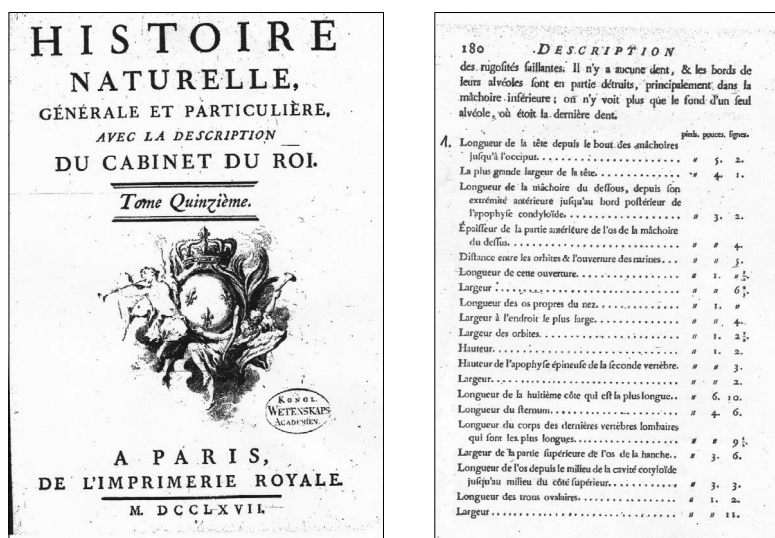 HISTOIRE
NATURELLE,
GÉNÉRALE ET PARTICULIÈRE,
AVEC LA DESCRIPTION
DU CABINET DU ROI.
Tome Quinzième.
KONGL.
WETENSKAPS
ACADEMIEN.
A PARIS,
DE L'IMPRIMERIE ROYALE.
M. DCCLXVII.
180 DESCRIPTION
des rugosités saillantes. Il n'y a aucune dent, & les bords de
leurs alvéoles sont en partie détruits, principalement dans la
mâchoire inférieure; on n'y voit plus que le fond d'un seul
alvéole, où étoit la dernière dent.
pieds. pouces. lignes.
1. Longueur de la tête depuis le bout des mâchoires
jusqu'à l'occiput. . . . . . . . . . . . . . . . . . . . . " 5. 2.
La plus grande largeur de la tête. . . . . . . . . . . . . " 4. 1.
Longueur de la mâchoire du dessous, depuis son
extrémité antérieure jusqu'au bord postérieur de
l'apophyse condyloïde. . . . . . . . . . . . . . . . . . " 3. 2.
Épaisseur de la partie antérieure de l'os de la mâchoire
du dessus. . . . . . . . . . . . . . . . . . . . . . . . . " " 4.
Distance entre les orbites & l'ouverture des narines. . . " " 5.
Longueur de cette ouverture. . . . . . . . . . . . . . . . " 1. " ½.
Largeur . . . . . . . . . . . . . . . . . . . . . . . . . . " " 6
Longueur des os propres du nez. . . . . . . . . . . . . . " 1. "
Largeur à l'endroit le plus large. . . . . . . . . . . . . . " " 4.
Largeur des orbites. . . . . . . . . . . . . . . . . . . . . " 1. 2
Hauteur. . . . . . . . . . . . . . . . . . . . . . . . . . . " 1. 2.
Hauteur de l'apophyse épineuse de la seconde vertèbre. " " 3.
Largeur. . . . . . . . . . . . . . . . . . . . . . . . . . . " " 2.
Longueur de la huitième côte qui est la plus longue. . " 6. 10.
Longueur du sternum. . . . . . . . . . . . . . . . . . . . " 4. 6.
Longueur du corps des dernières vertèbres lombaires
qui sont les plus longues. . . . . . . . . . . . . . . . . " " 9 ½.
Largeur de la partie supérieure de l'os de la hanche. . " 3. 6.
Longueur de l'os depuis le milieu de la cavité cotyloïde
jusqu'au milieu du côté supérieur. . . . . . . . . . . . " 3. 3.
Longueur des trous ovalaires. . . . . . . . . . . . . . . . " 1. 2.
Largeur . . . . . . . . . . . . . . . . . . . . . . . . . . " " 11.